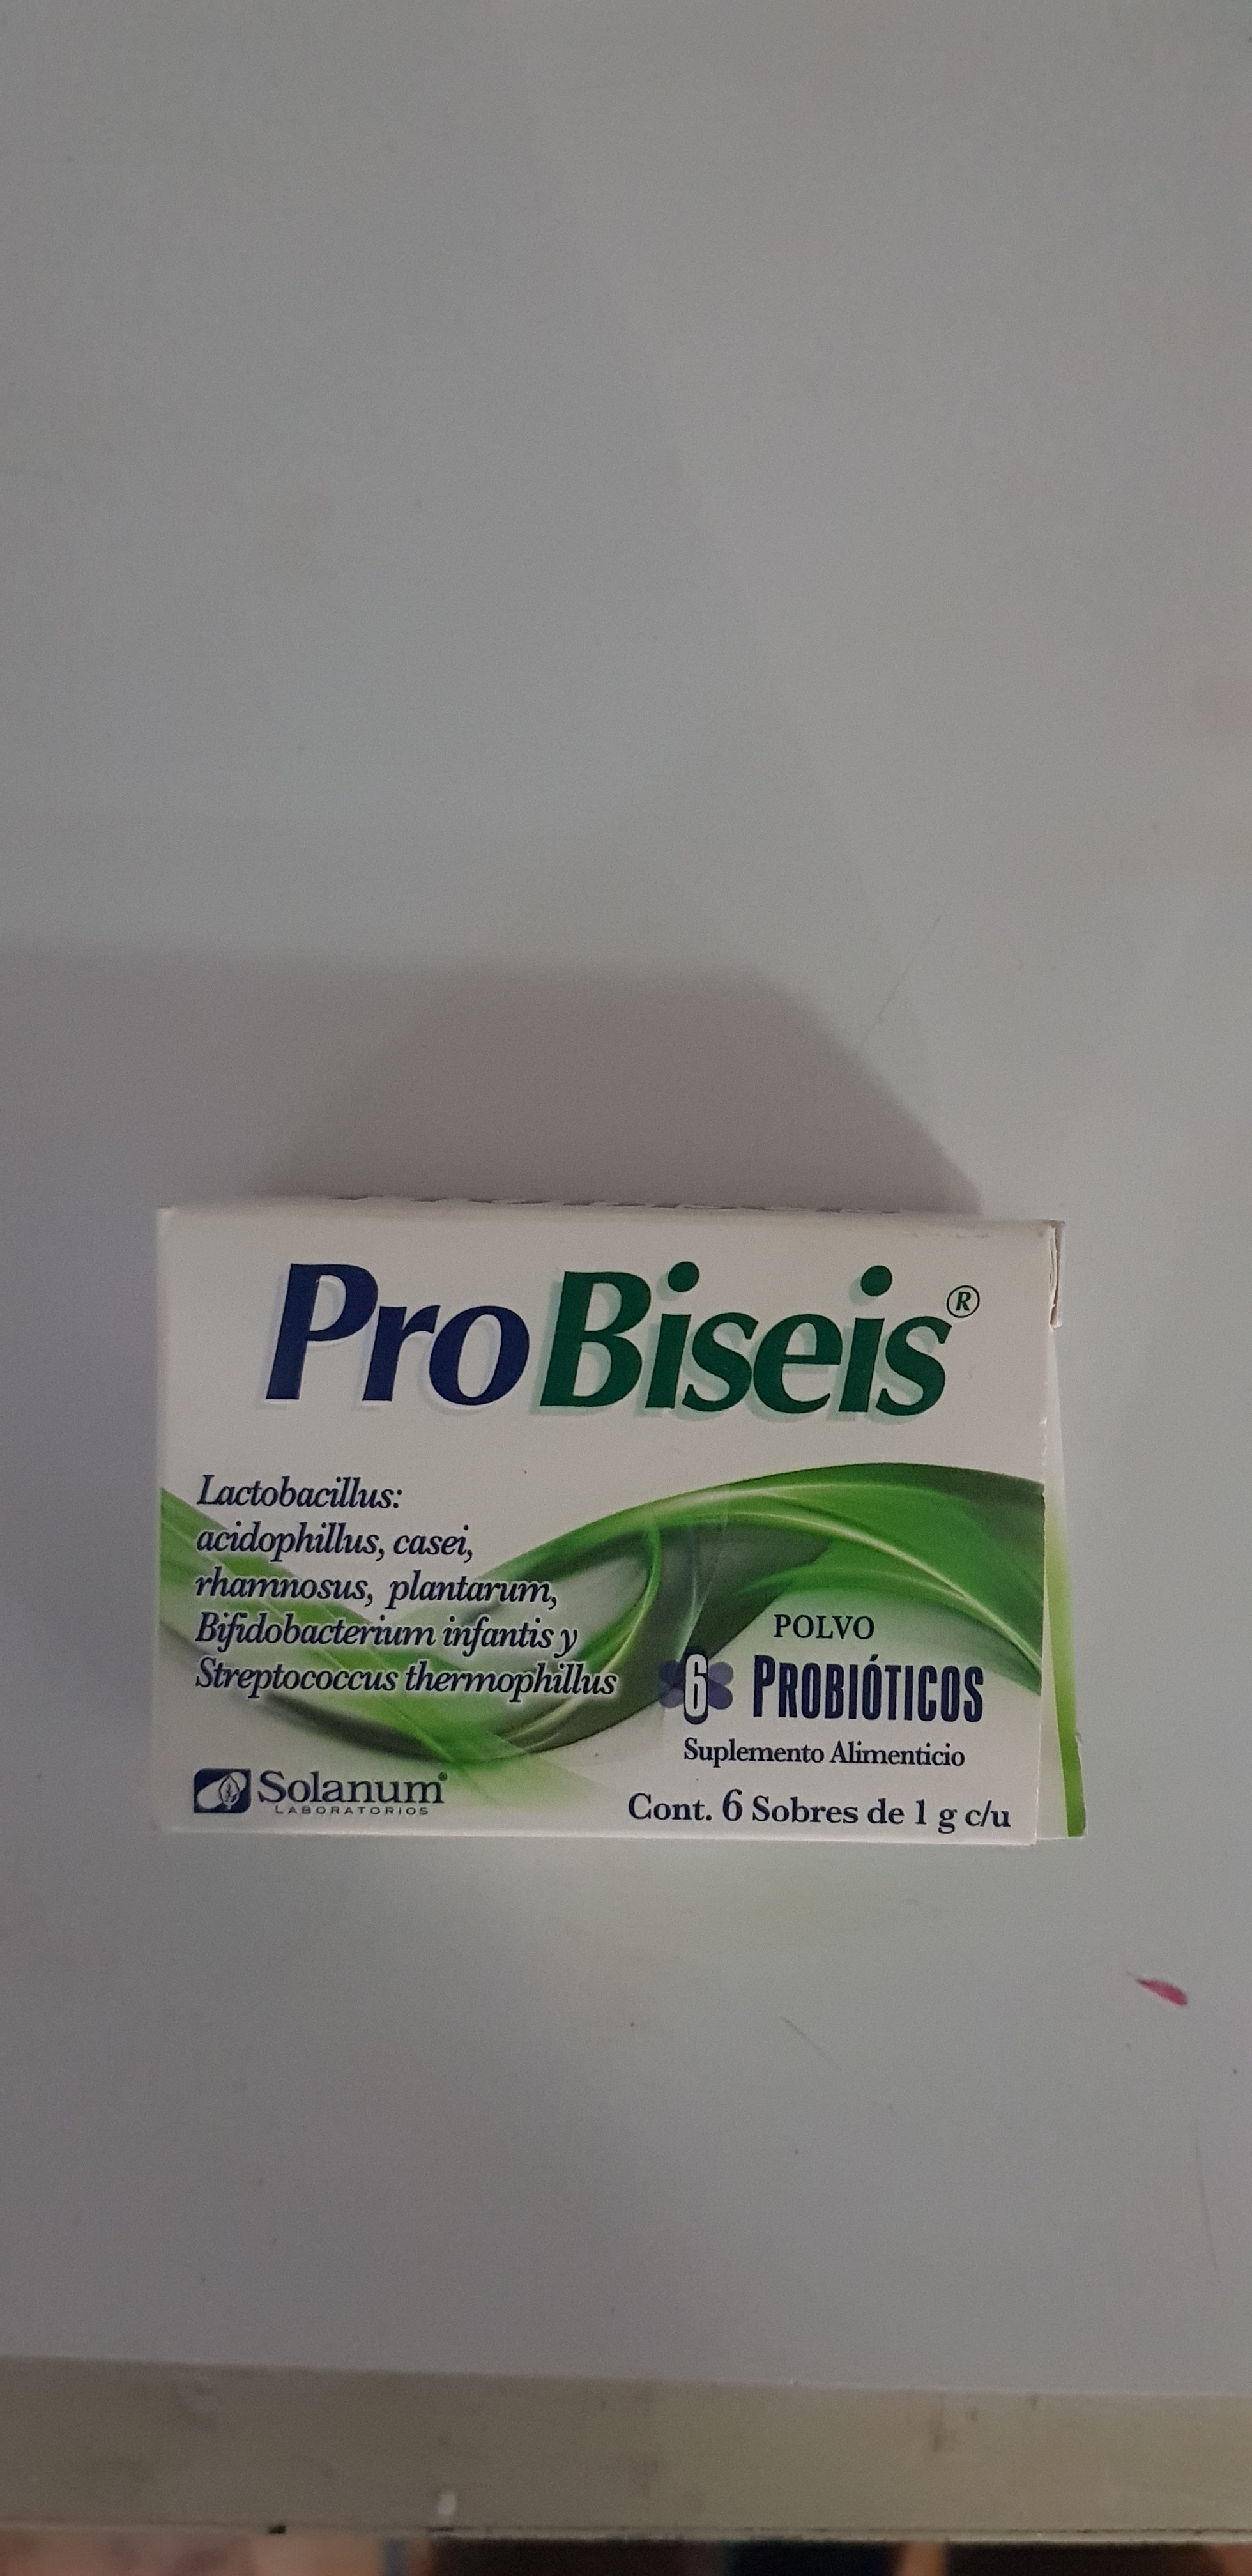 ProBiseis®
Lactobacillus:
acidophillus, casei,
rhamnosus, plantarum,
Bifidobacterium infantis y
Streptococcus thermophillus
POLVO
6 PROBIÓTICOS
Suplemento Alimenticio
Solanum®
LABORATORIOS
Cont. 6 Sobres de 1 g c/u